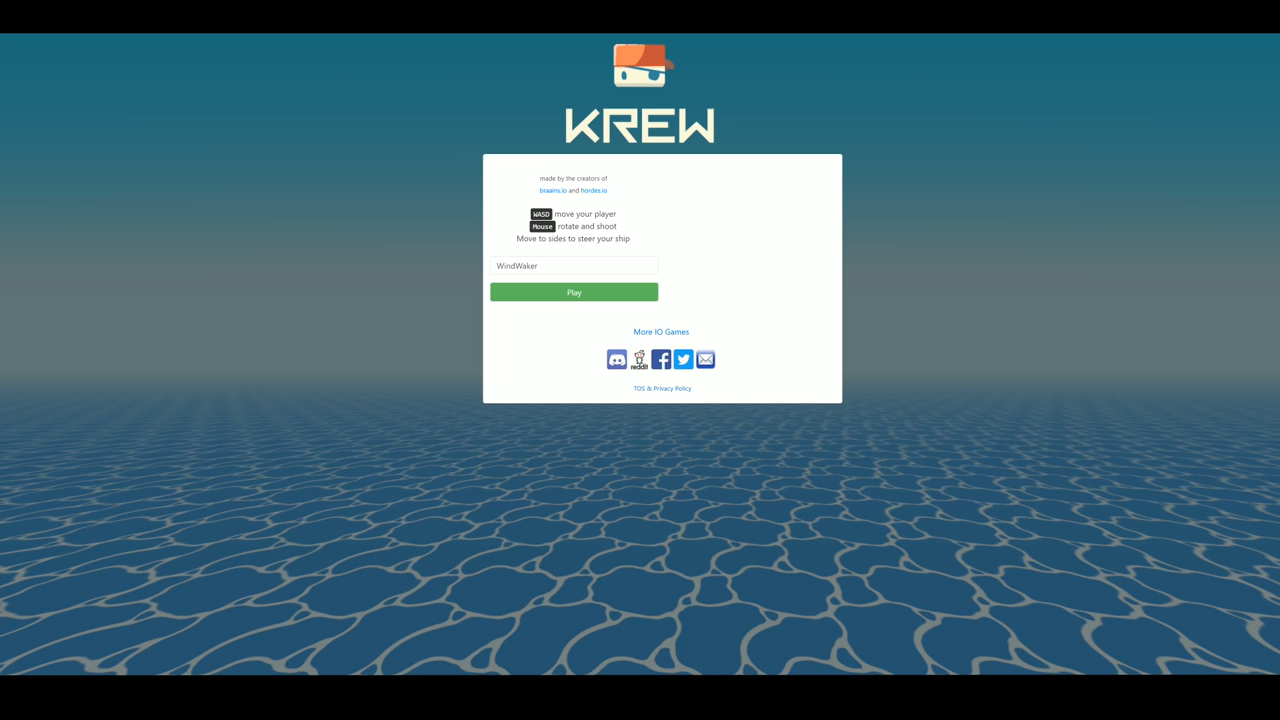 KREW
made by the creators of
braains.io and hordes.io
WASD move your player
Mouse rotate and shoot
Move to sides to steer your ship
WindWaker
Play
More IO Games
reddit
TOS & Privacy Policy